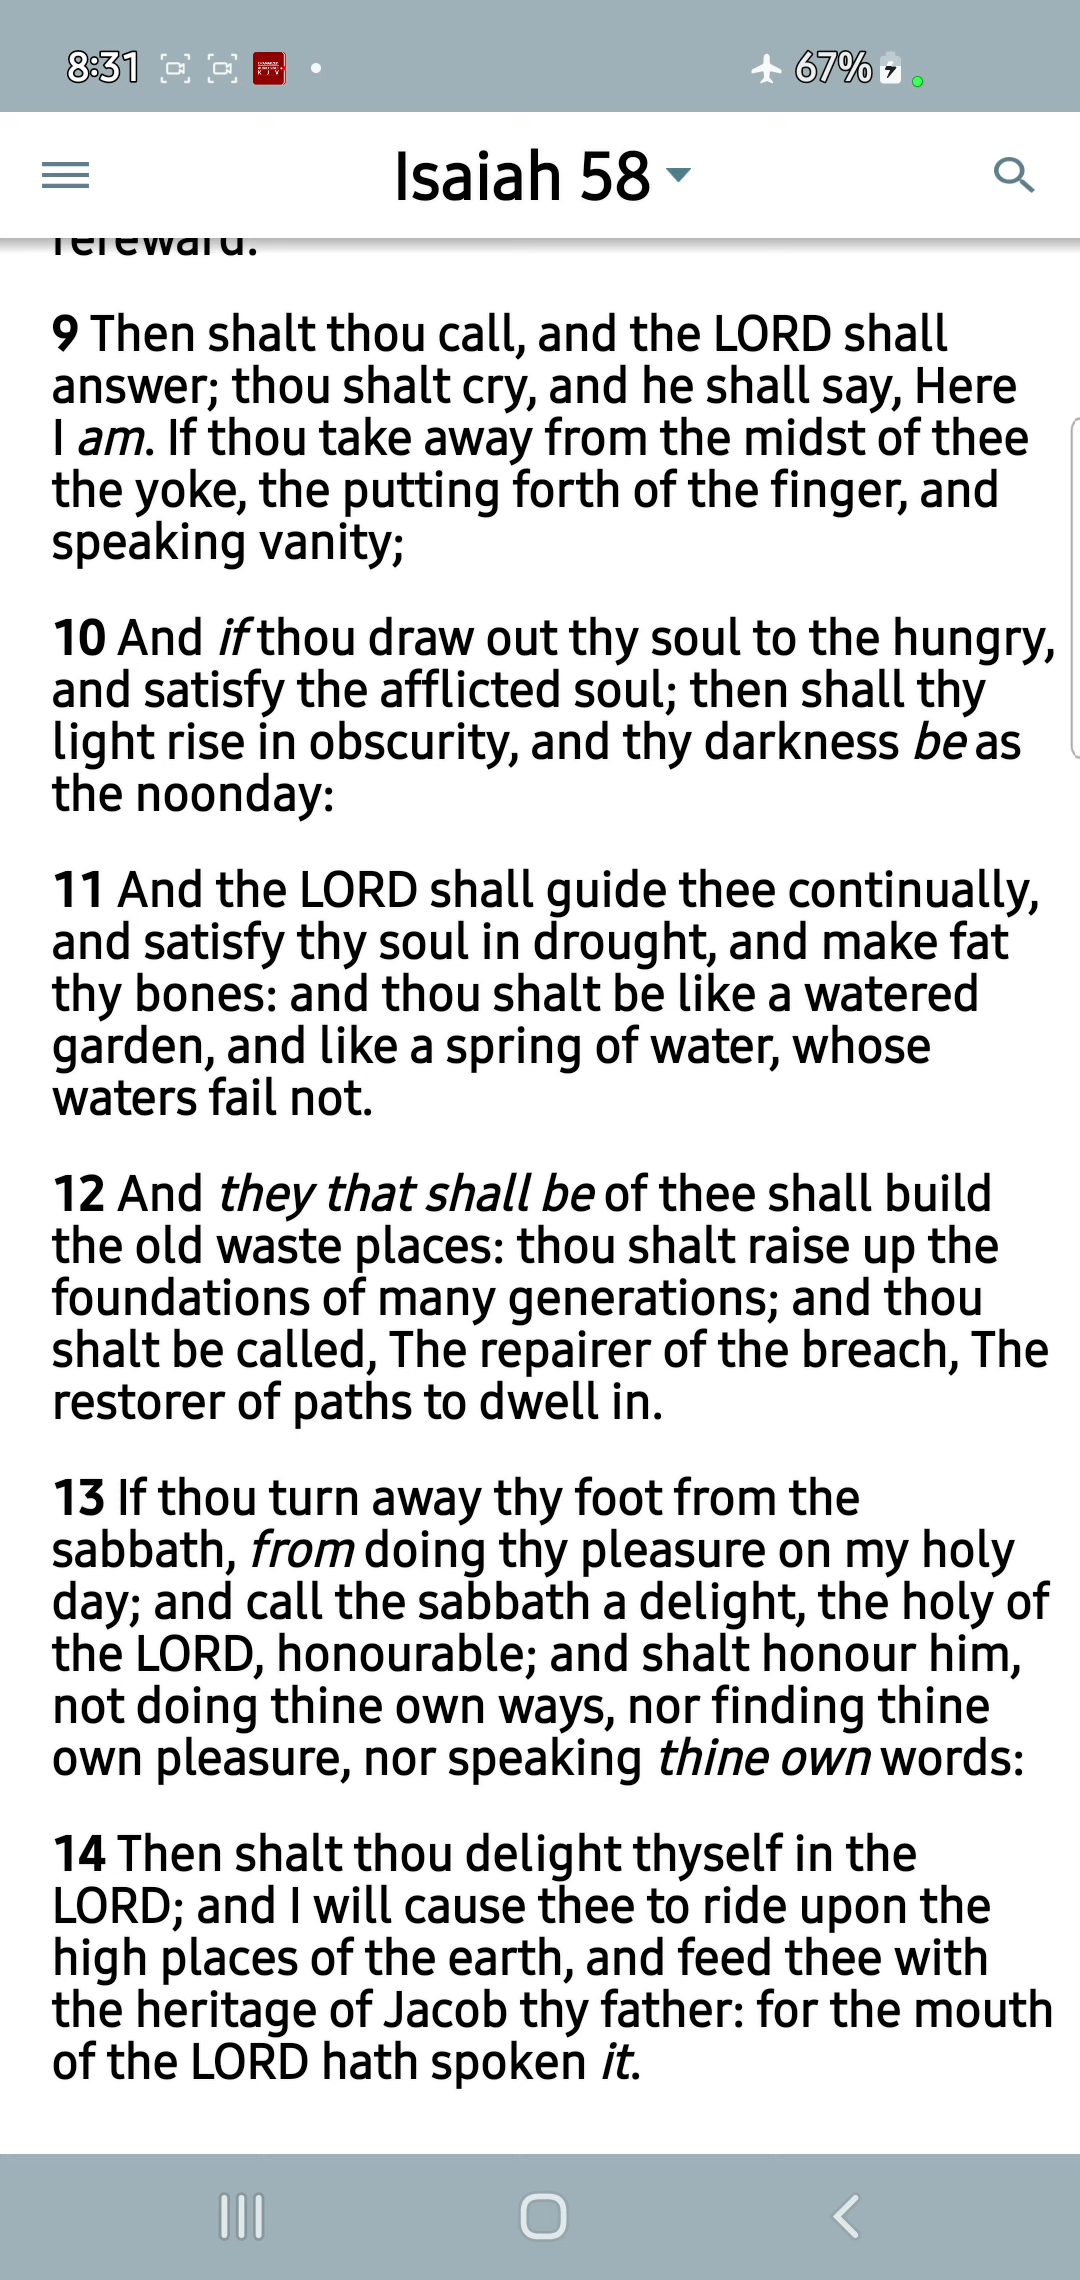 8:31
67%
Isaiah 58
rereward.
9 Then shalt thou call, and the LORD shall
answer; thou shalt cry, and he shall say, Here
I am. If thou take away from the midst of thee
the yoke, the putting forth of the finger, and
speaking vanity;
10 And if thou draw out thy soul to the hungry,
and satisfy the afflicted soul; then shall thy
light rise in obscurity, and thy darkness be as
the noonday:
11 And the LORD shall guide thee continually,
and satisfy thy soul in drought, and make fat
thy bones: and thou shalt be like a watered
garden, and like a spring of water, whose
waters fail not.
12 And they that shall be of thee shall build
the old waste places: thou shalt raise up the
foundations of many generations; and thou
shalt be called, The repairer of the breach, The
restorer of paths to dwell in.
13 If thou turn away thy foot from the
sabbath, from doing thy pleasure on my holy
day; and call the sabbath a delight, the holy of
the LORD, honourable; and shalt honour him,
not doing thine own ways, nor finding thine
own pleasure, nor speaking thine own words:
14 Then shalt thou delight thyself in the
LORD; and I will cause thee to ride upon the
high places of the earth, and feed thee with
the heritage of Jacob thy father: for the mouth
of the LORD hath spoken it.